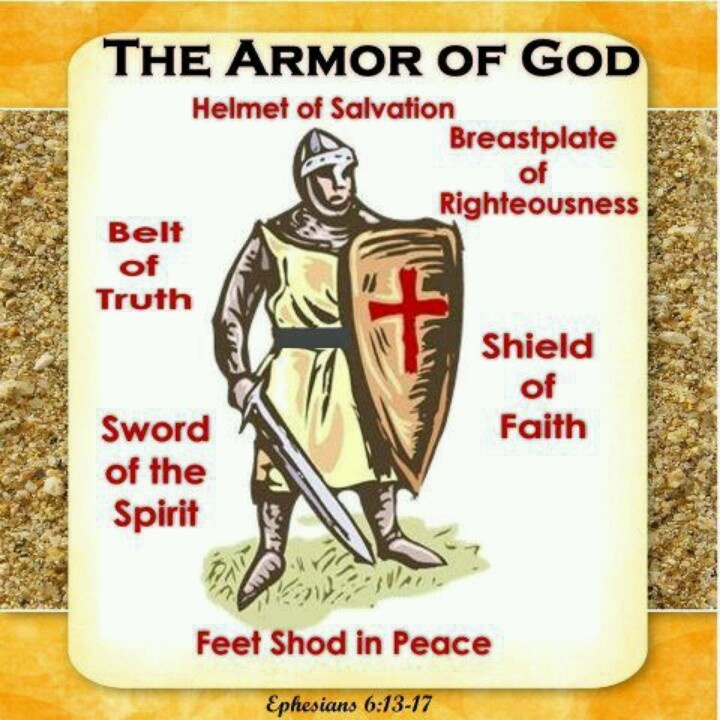 THE ARMOR OF GOD
Helmet of Salvation
Breastplate
of
Righteousness
Belt
of
Truth
Shield
of
Faith
Sword
of the
Spirit
Feet Shod in Peace
Ephesians 6:13-17